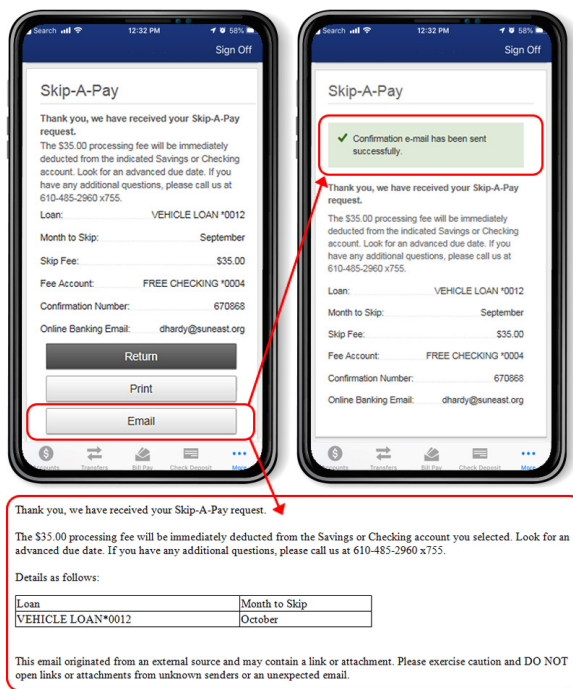 Search 12:32 PM 58%
Sign Off
Skip-A-Pay
Thank you, we have received your Skip-A-Pay
request.
The $35.00 processing fee will be immediately
deducted from the indicated Savings or Checking
account. Look for an advanced due date. If you
have any additional questions, please call us at
610-485-2960 x755.
Loan: VEHICLE LOAN *0012
Month to Skip: September
Skip Fee: $35.00
Fee Account: FREE CHECKING *0004
Confirmation Number: 670868
Online Banking Email: dhardy@suneast.org
Return
Print
Email
Accounts Transfers Bill Pay Check Deposit More
Search 12:32 PM 58%
Sign Off
Skip-A-Pay
Confirmation e-mail has been sent
successfully.
Thank you, we have received your Skip-A-Pay
request.
The $35.00 processing fee will be immediately
deducted from the indicated Savings or Checking
account. Look for an advanced due date. If you
have any additional questions, please call us at
610-485-2960 x755.
Loan: VEHICLE LOAN *0012
Month to Skip: September
Skip Fee: $35.00
Fee Account: FREE CHECKING *0004
Confirmation Number: 670868
Online Banking Email: dhardy@suneast.org
Accounts Transfers Bill Pay Check Deposit More
Thank you, we have received your Skip-A-Pay request.
The $35.00 processing fee will be immediately deducted from the Savings or Checking account you selected. Look for an
advanced due date. If you have any additional questions, please call us at 610-485-2960 x755.
Details as follows:
Loan Month to Skip
VEHICLE LOAN*0012 October
This email originated from an external source and may contain a link or attachment. Please exercise caution and DO NOT
open links or attachments from unknown senders or an unexpected email.